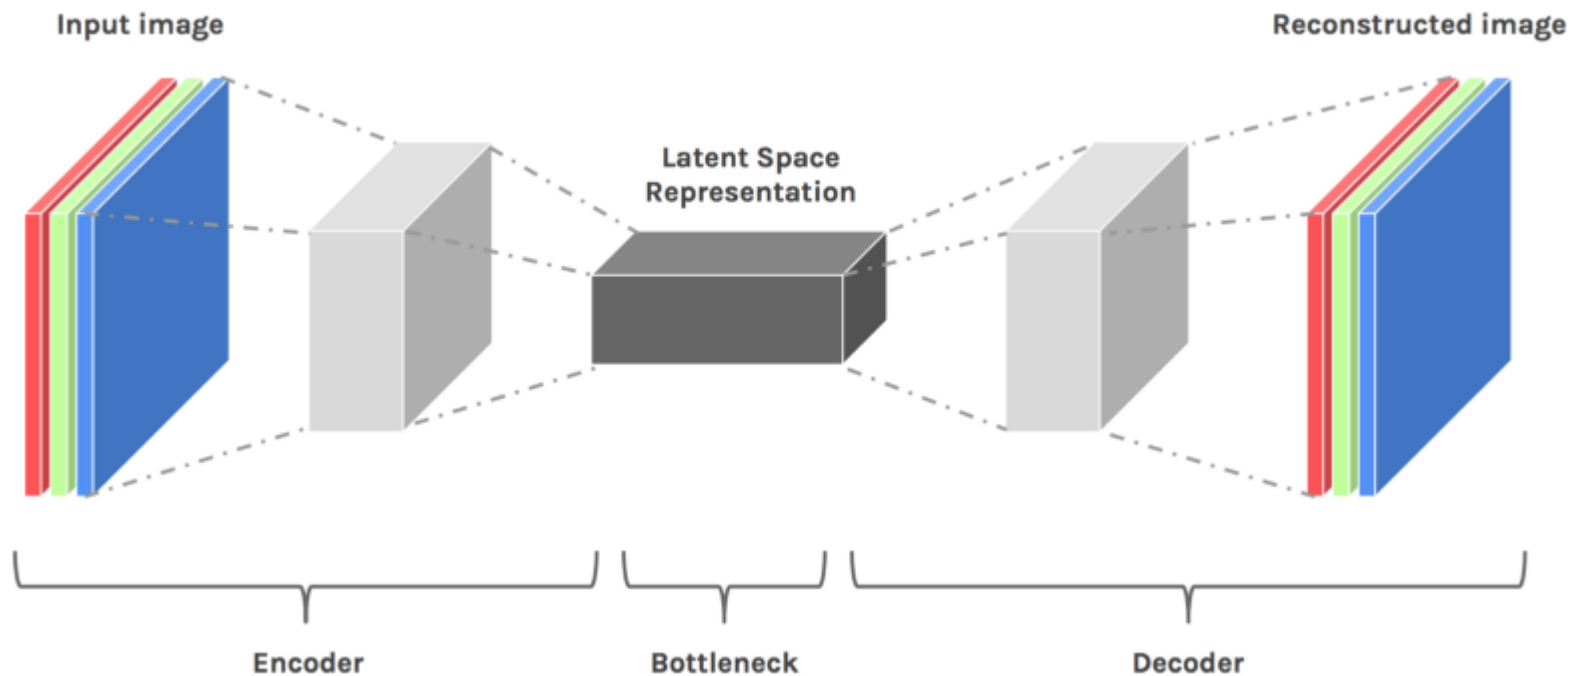 Input image
Reconstructed image
Latent Space
Representation
Encoder
Bottleneck
Decoder